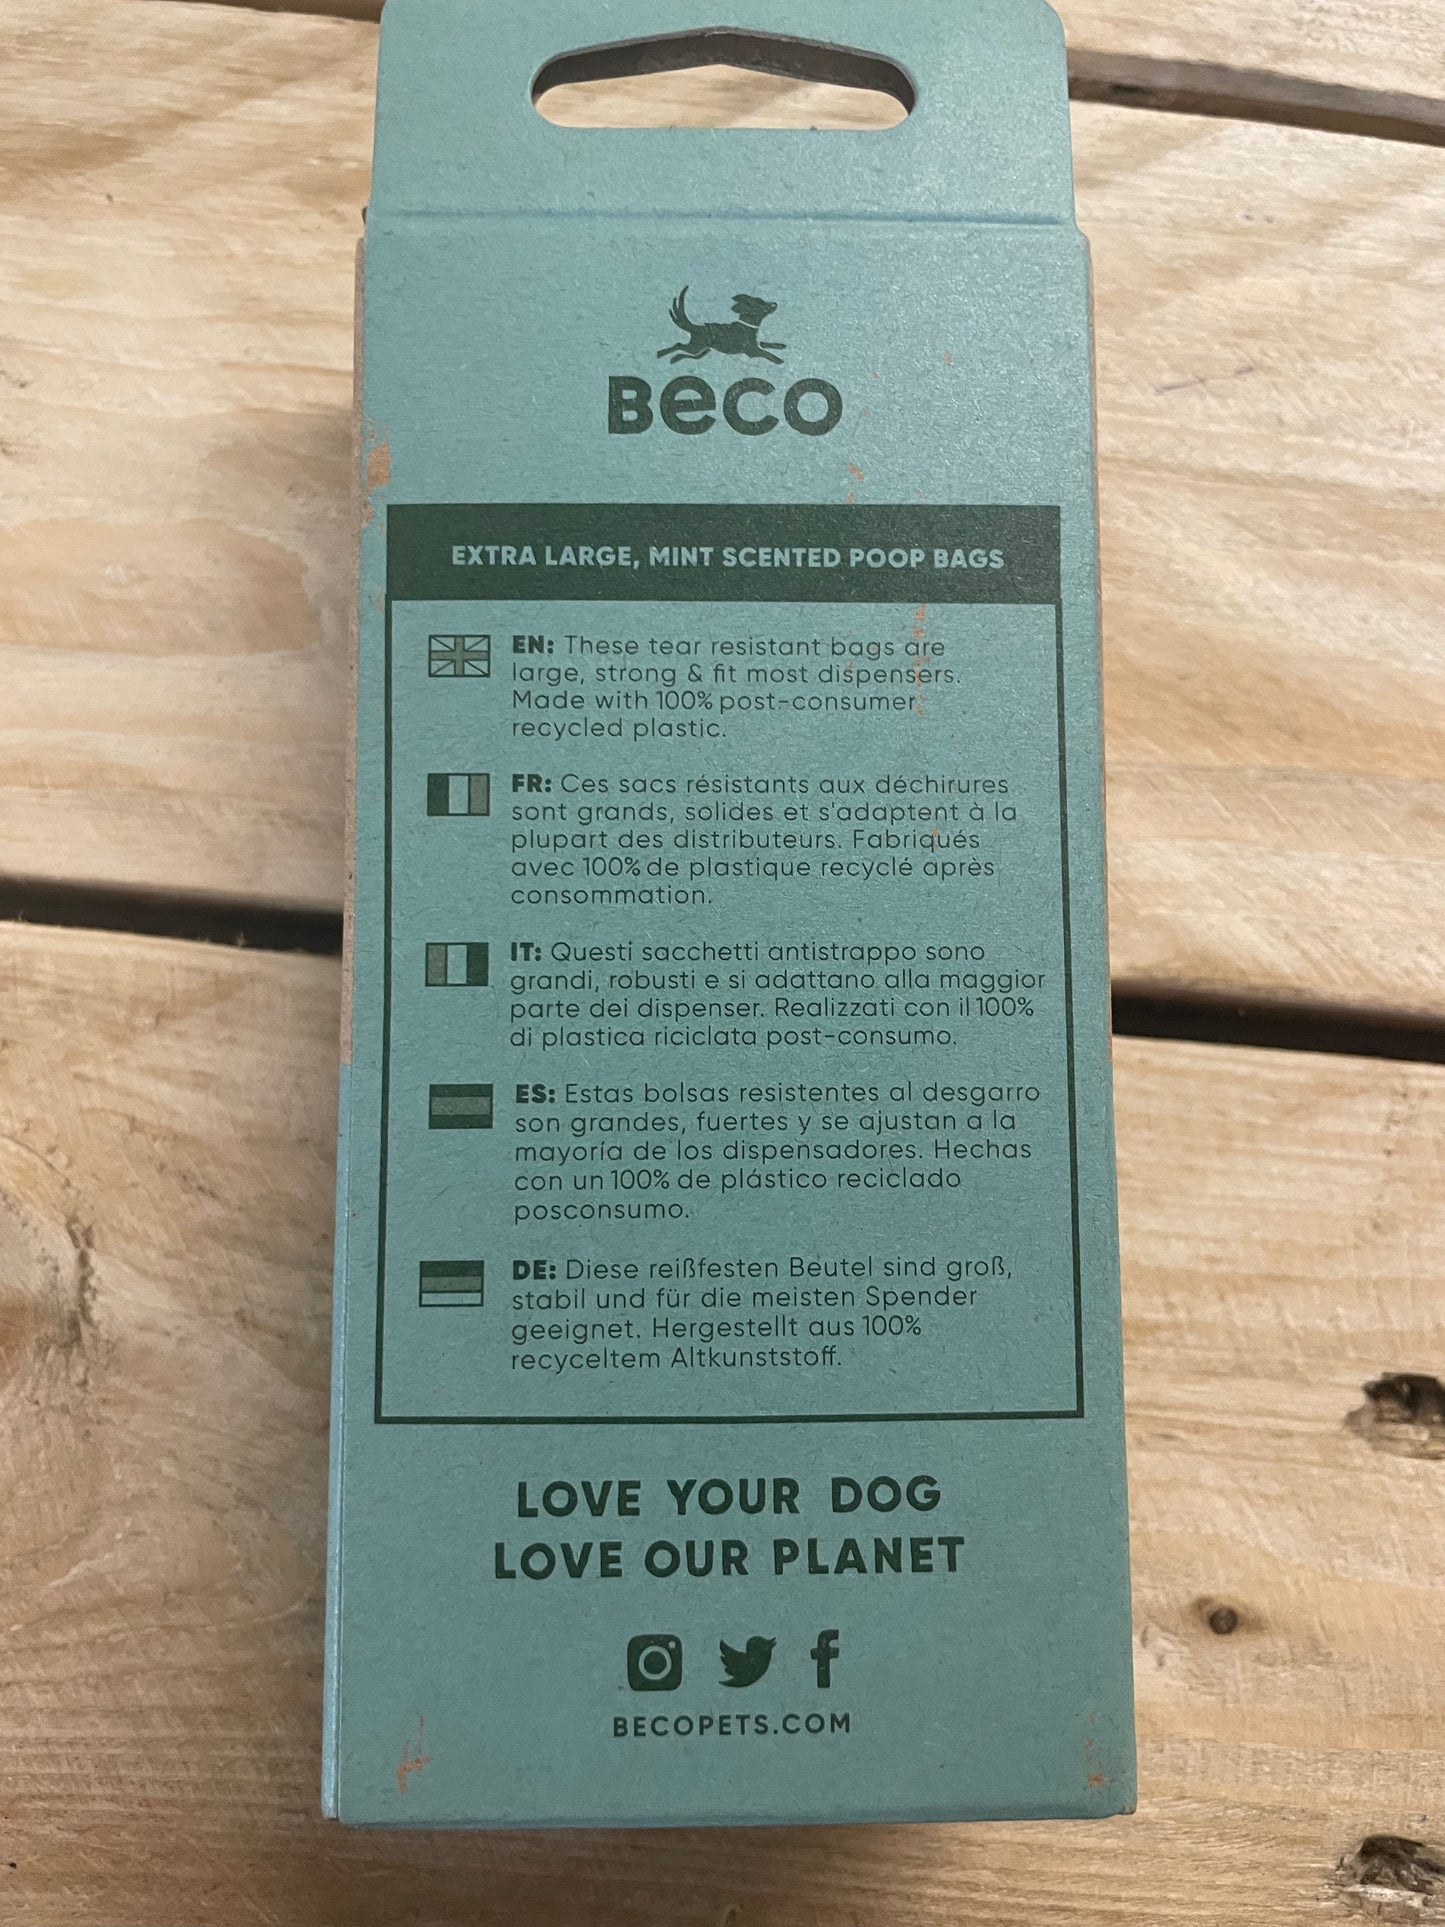 Beco
EXTRA LARGE, MINT SCENTED POOP BAGS
EN: These tear resistant bags are
large, strong & fit most dispensers.
Made with 100% post-consumer
recycled plastic.
FR: Ces sacs résistants aux déchirures
sont grands, solides et s'adaptent à la
plupart des distributeurs. Fabriqués
avec 100% de plastique recyclé après
consommation.
IT: Questi sacchetti antistrappo sono
grandi, robusti e si adattano alla maggior
parte dei dispenser. Realizzati con il 100%
di plastica riciclata post-consumo.
ES: Estas bolsas resistentes al desgarro
son grandes, fuertes y se ajustan a la
mayoría de los dispensadores. Hechas
con un 100% de plástico reciclado
posconsumo.
DE: Diese reißfesten Beutel sind groß,
stabil und für die meisten Spender
geeignet. Hergestellt aus 100%
recyceltem Altkunststoff.
LOVE YOUR DOG
LOVE OUR PLANET
BECOPETS.COM